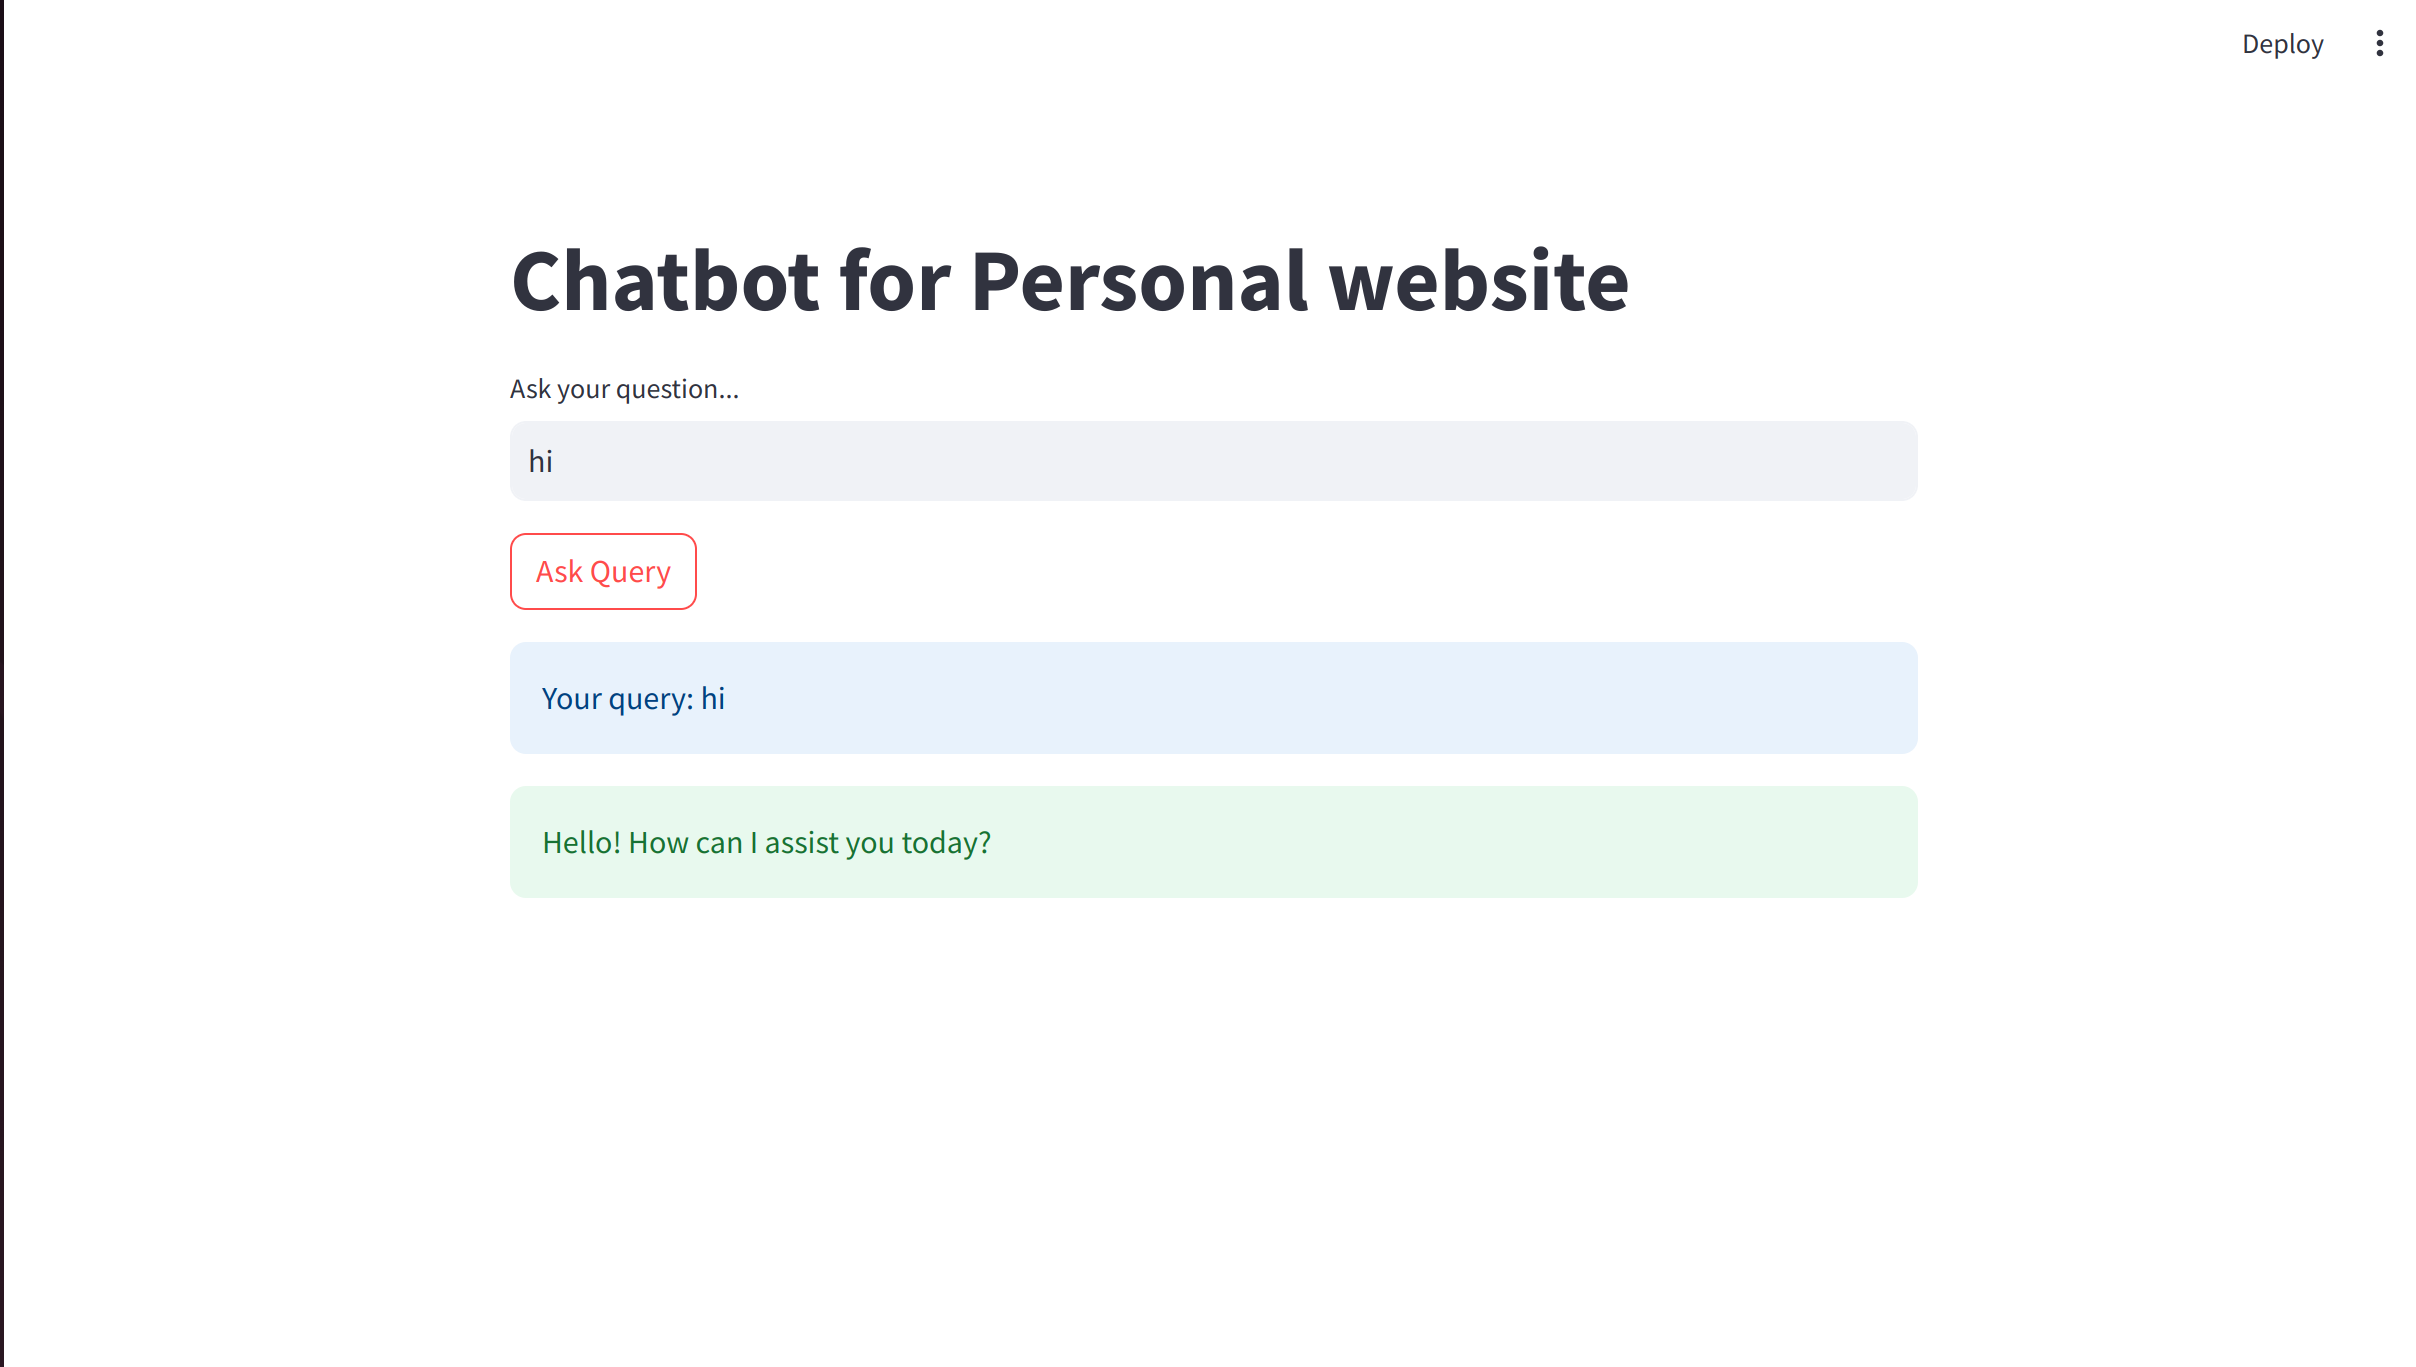 Deploy
Chatbot for Personal website
Ask your question...
hi
Ask Query
Your query: hi
Hello! How can I assist you today?